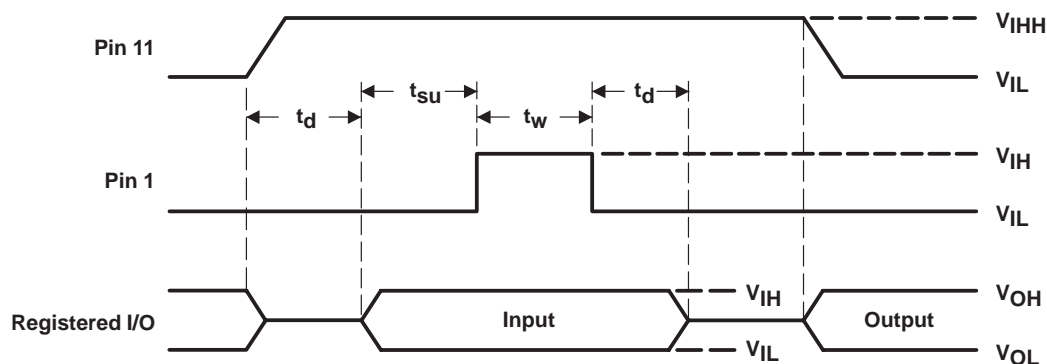 Pin 11
VIHH
VIL
td
tsu
tw
td
Pin 1
VIH
VIL
Registered I/O
Input
VIH
VIL
Output
VOH
VOL